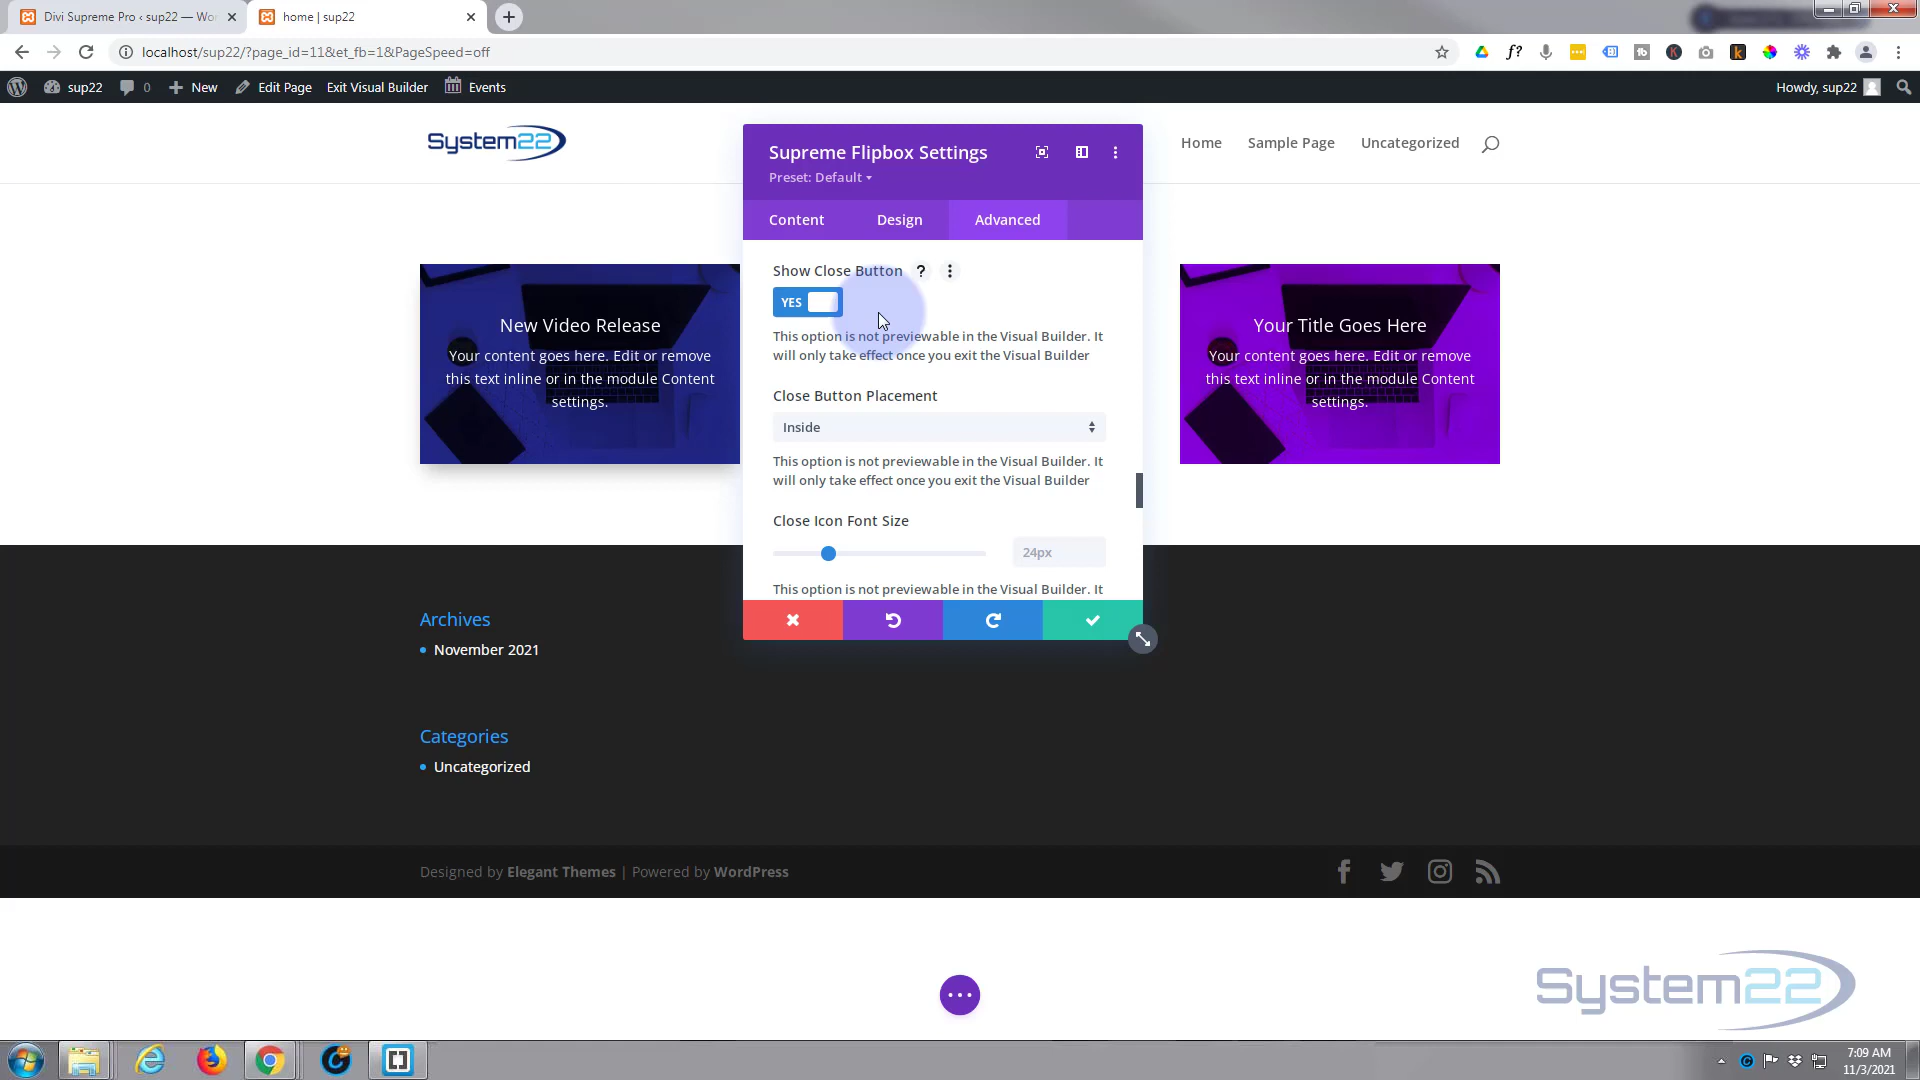 Divi Supreme Pro ‹ sup22 — Wor
home | sup22
localhost/sup22/?page_id=11&et_fb=1&PageSpeed=off
sup22
0
New
Edit Page
Exit Visual Builder
Events
Howdy, sup22
System22
Home
Sample Page
Uncategorized
Supreme Flipbox Settings
Preset: Default
Content
Design
Advanced
Show Close Button
?
YES
This option is not previewable in the Visual Builder. It
will only take effect once you exit the Visual Builder
Close Button Placement
Inside
This option is not previewable in the Visual Builder. It
will only take effect once you exit the Visual Builder
Close Icon Font Size
24px
This option is not previewable in the Visual Builder. It
New Video Release
Your content goes here. Edit or remove
this text inline or in the module Content
settings.
Your Title Goes Here
Your content goes here. Edit or remove
this text inline or in the module Content
settings.
Archives
November 2021
Categories
Uncategorized
Designed by Elegant Themes | Powered by WordPress
System22
7:09 AM
11/3/2021